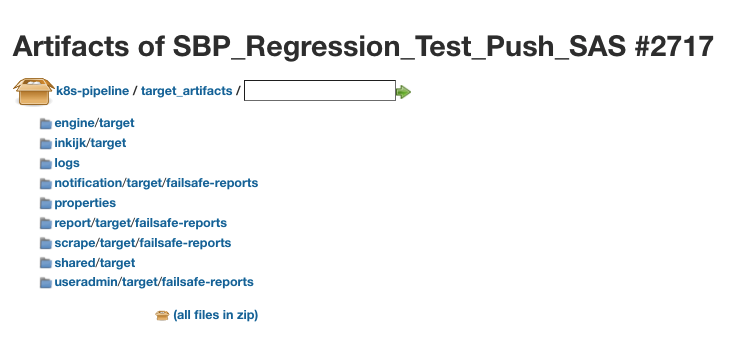 Artifacts of SBP_Regression_Test_Push_SAS #2717
k8s-pipeline / target_artifacts /
engine/target
inkijk/target
logs
notification/target/failsafe-reports
properties
report/target/failsafe-reports
scrape/target/failsafe-reports
shared/target
useradmin/target/failsafe-reports
(all files in zip)